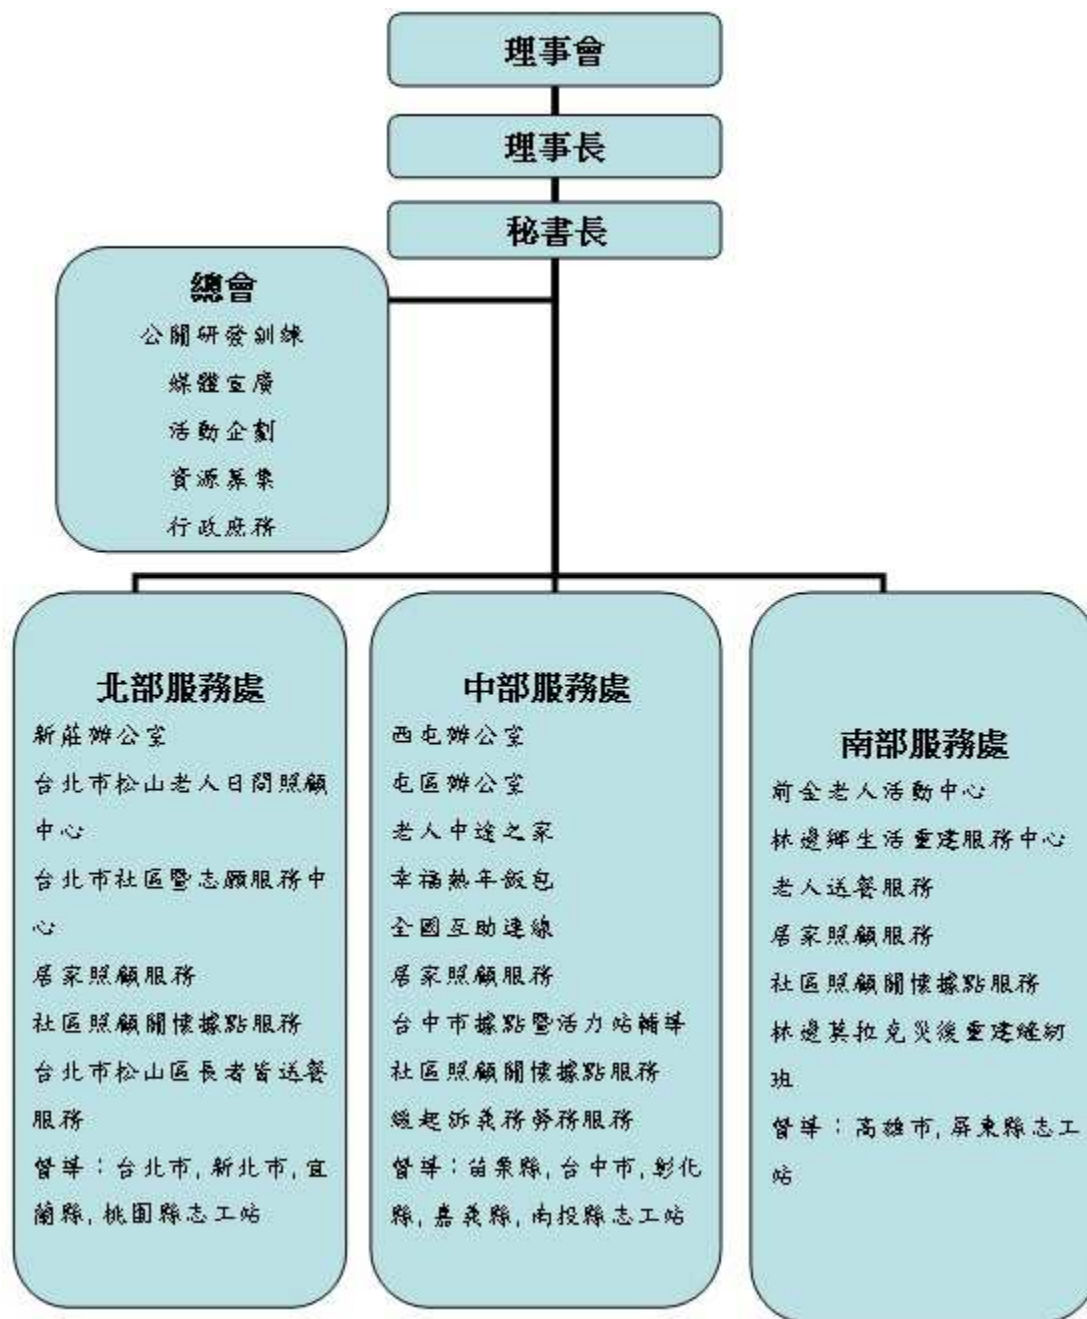 理事會
理事長
秘書長
總會
公關研發訓練
媒體宣廣
活動企劃
資源募集
行政庶務
北部服務處
新莊辦公室
台北市松山老人日間照顧
中心
台北市社區暨志願服務中
心
居家照顧服務
社區照顧關懷據點服務
台北市松山區長者皆送餐
服務
督導：台北市,新北市,宜
蘭縣,桃園縣志工站
中部服務處
西屯辦公室
屯區辦公室
老人中途之家
幸福熟年飯包
全國互助連線
居家照顧服務
台中市據點暨活力站輔導
社區照顧關懷據點服務
緩起訴義務勞務服務
督導：苗栗縣,台中市,彰化
縣,嘉義縣,南投縣志工站
南部服務處
前金老人活動中心
林邊鄉生活重建服務中心
老人送餐服務
居家照顧服務
社區照顧關懷據點服務
林邊莫拉克災後重建縫紉
班
督導：高雄市,屏東縣志工
站